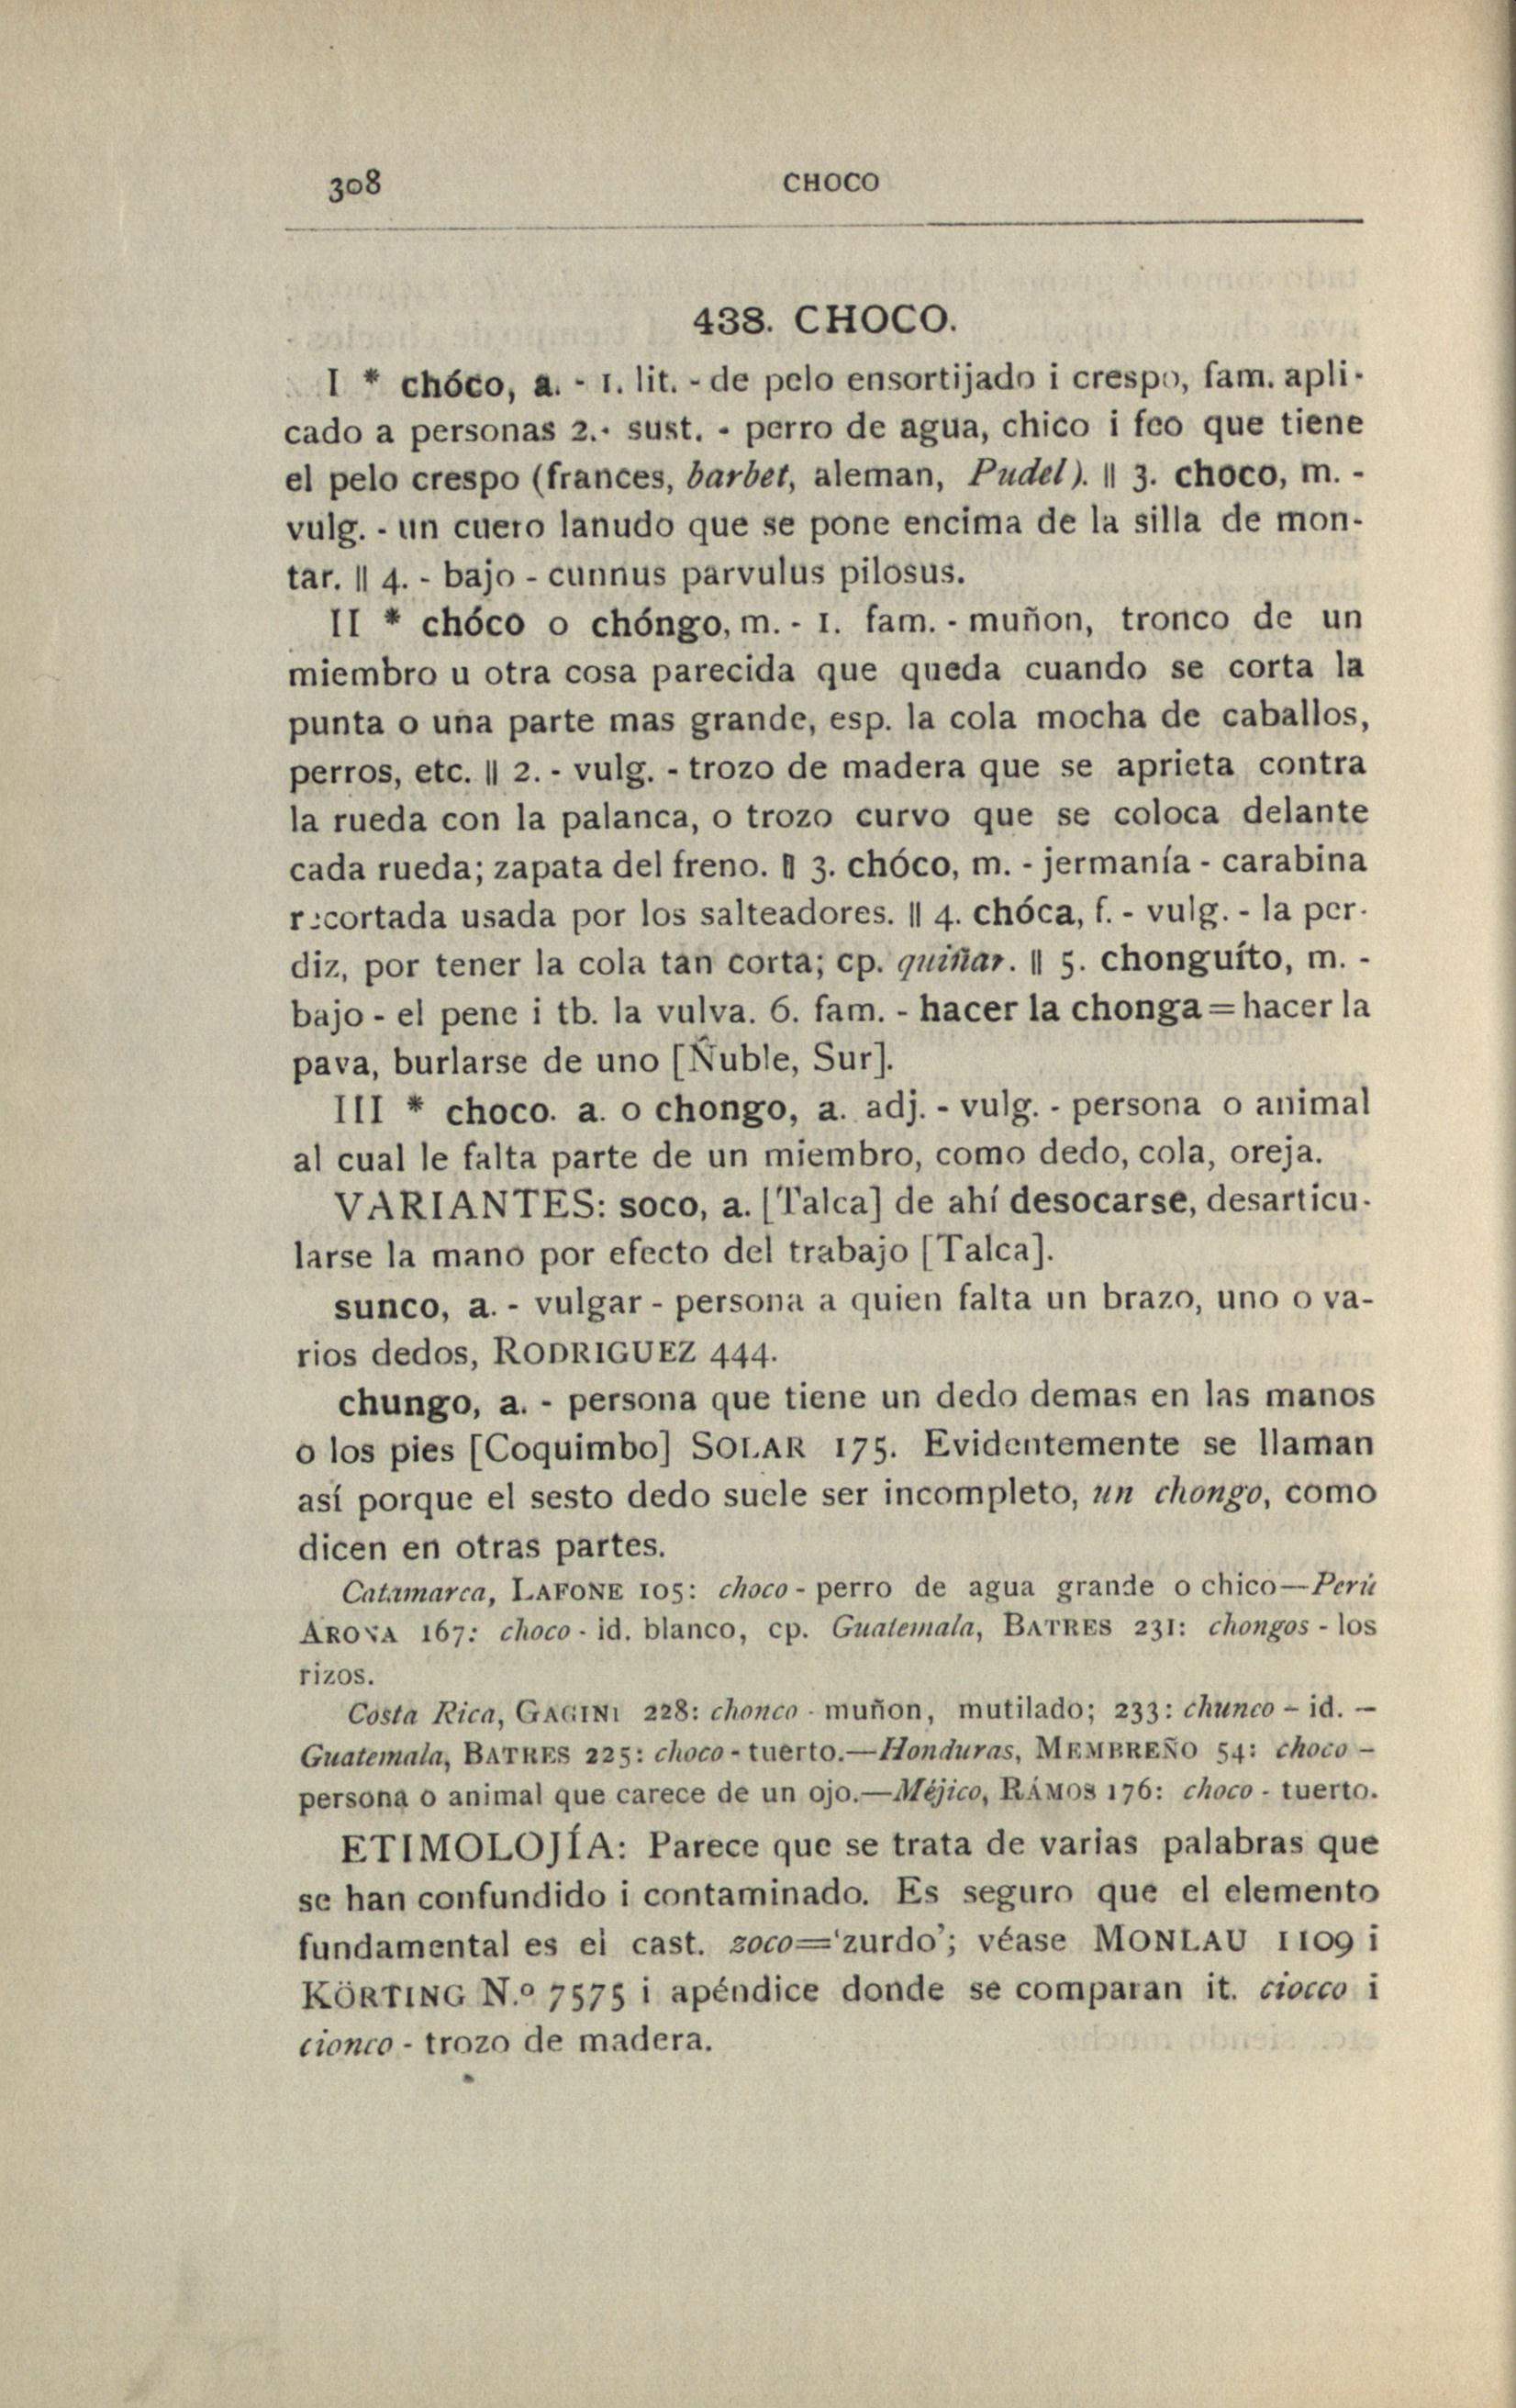 308
CHOCO
438. CHOCO.
I * chóco, a. - 1. lit. - de pelo ensortijado i crespo, fam. apli-
cado a personas 2.- sust. - perro de agua, chico i feo que tiene
el pelo crespo (frances, barbet, aleman, Pudel). || 3. choco, m. -
vulg. - un cuero lanudo que se pone encima de la silla de mon-
tar. || 4. - bajo - cunnus parvulus pilosus.
II * chóco o chóngo, m. - 1. fam. - muñon, tronco de un
miembro u otra cosa parecida que queda cuando se corta la
punta o una parte mas grande, esp. la cola mocha de caballos,
perros, etc. || 2. - vulg. - trozo de madera que se aprieta contra
la rueda con la palanca, o trozo curvo que se coloca delante
cada rueda; zapata del freno. || 3. chóco, m. - jermanía - carabina
recortada usada por los salteadores. || 4. chóca, f. - vulg. - la per-
diz, por tener la cola tan corta; cp. quiñar. || 5. chonguíto, m. -
bajo - el pene i tb. la vulva. 6. fam. - hacer la chonga = hacer la
pava, burlarse de uno [Ñuble, Sur].
III * choco. a. o chongo, a. adj. - vulg. - persona o animal
al cual le falta parte de un miembro, como dedo, cola, oreja.
VARIANTES: soco, a. [Talca] de ahí desocarse, desarticu-
larse la mano por efecto del trabajo [Talca].
sunco, a. - vulgar - persona a quien falta un brazo, uno o va-
rios dedos, RODRIGUEZ 444.
chungo, a. - persona que tiene un dedo demas en las manos
o los pies [Coquimbo] SOLAR 175. Evidentemente se llaman
así porque el sesto dedo suele ser incompleto, un chongo, como
dicen en otras partes.
Catamarca, LAFONE 105: choco - perro de agua grande o chico—Perú
ARONA 167: choco - id. blanco, cp. Guatemala, BATRES 231: chongos - los
rizos.
Costa Rica, GAGINI 228: chonco - muñon, mutilado; 233: chunco - id. —
Guatemala, BATRES 225: choco - tuerto.—Honduras, MEMBREÑO 54: choco -
persona o animal que carece de un ojo.—Méjico, RÁMOS 176: choco - tuerto.
ETIMOLOJÍA: Parece que se trata de varias palabras que
se han confundido i contaminado. Es seguro que el elemento
fundamental es el cast. zoco='zurdo'; véase MONLAU 1109 i
KÖRTING N.º 7575 i apéndice donde se comparan it. ciocco i
cionco - trozo de madera.